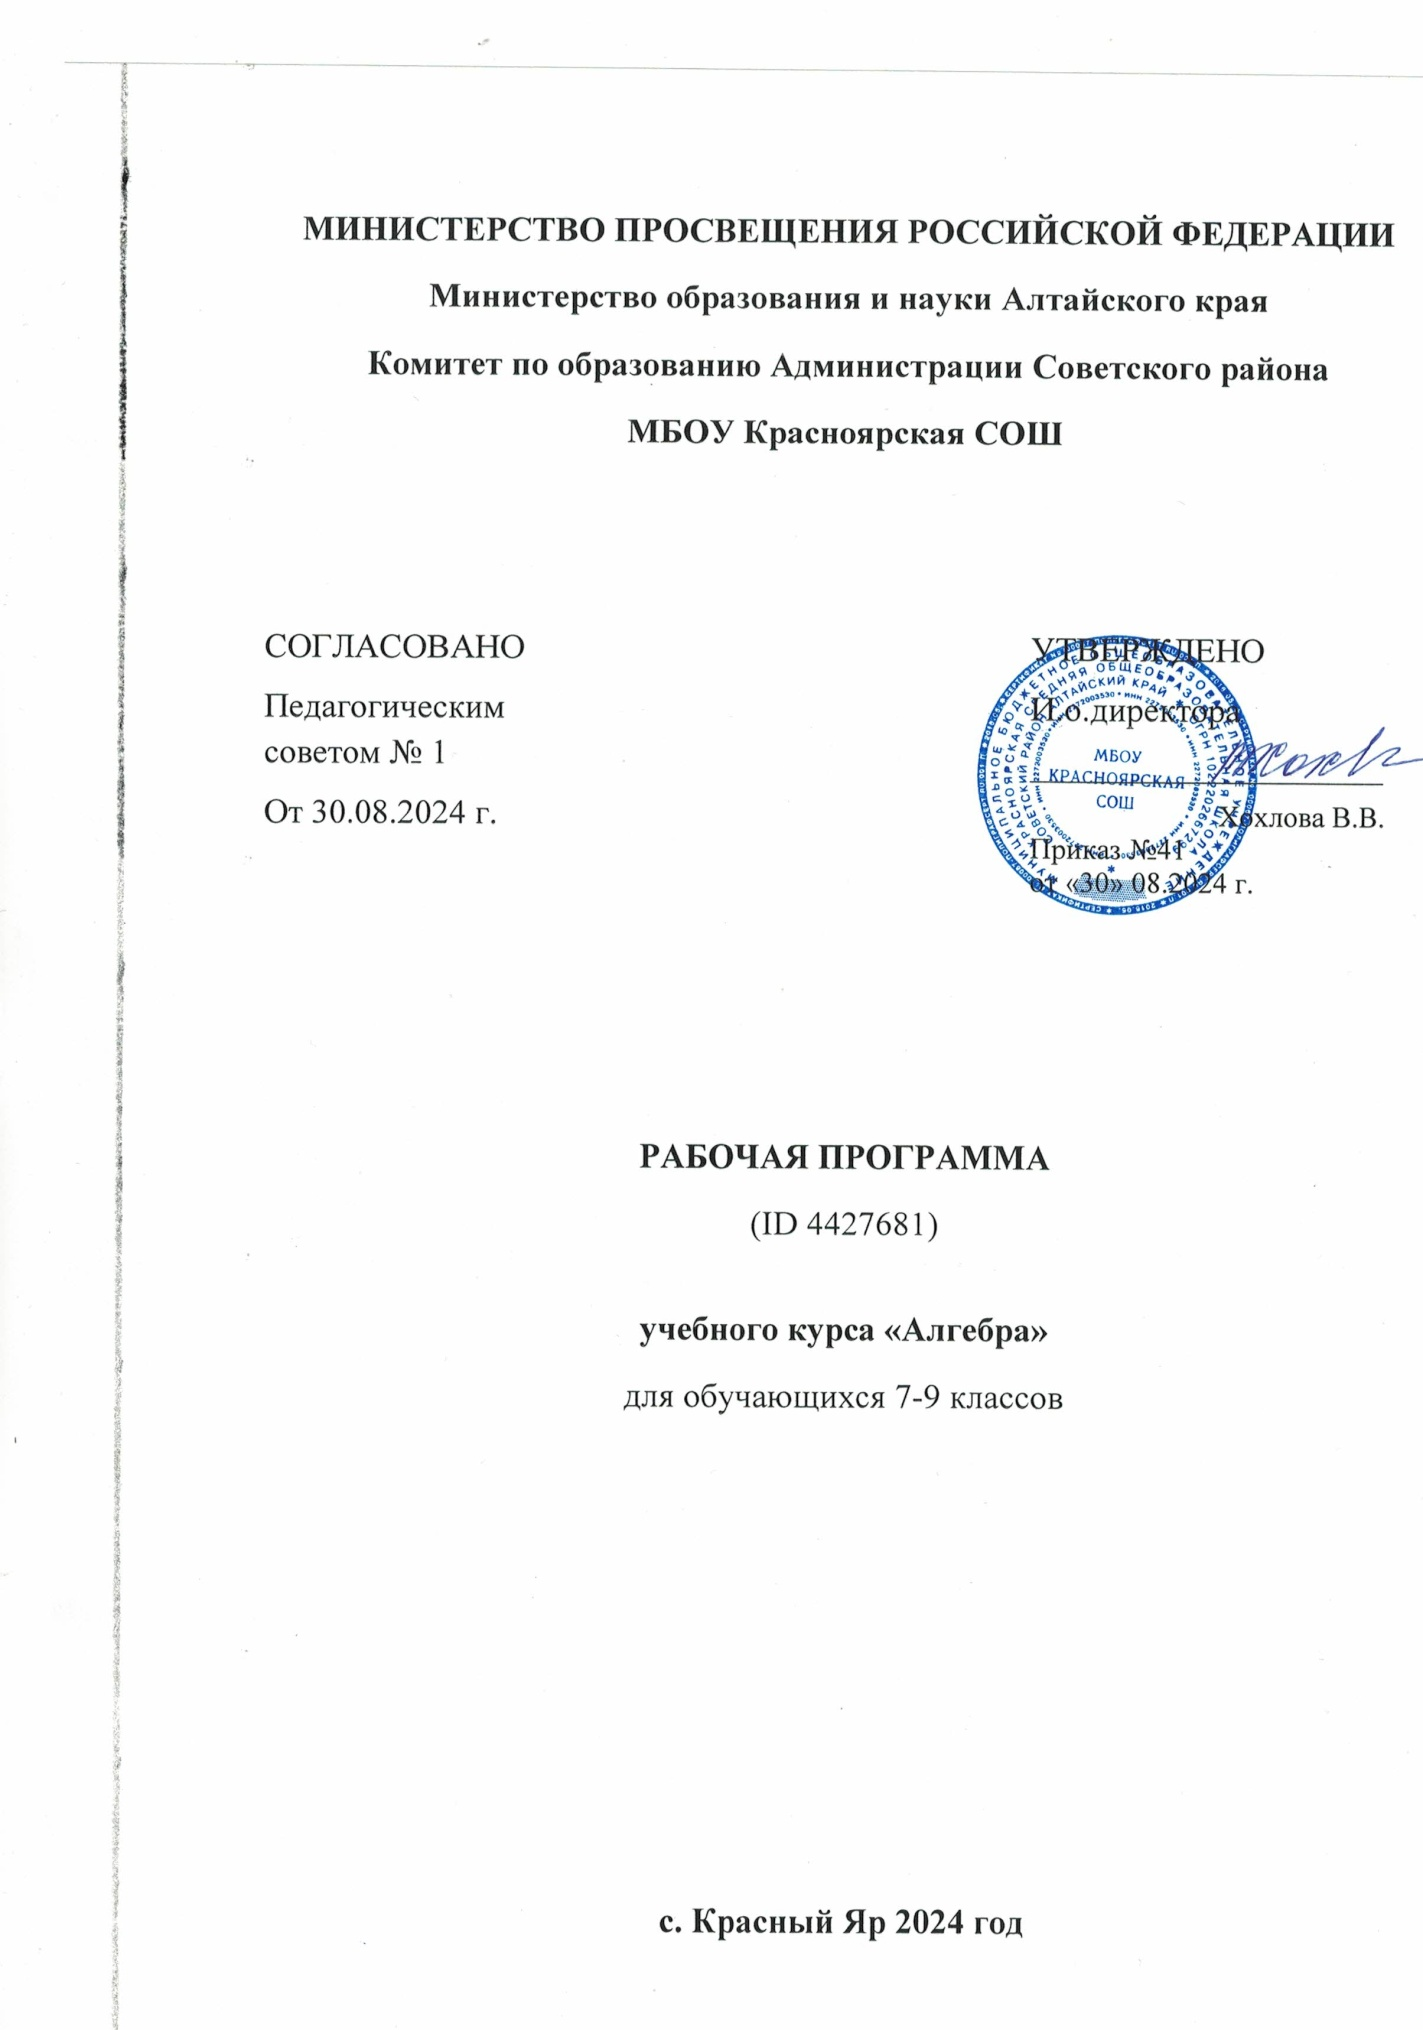 МИНИСТЕРСТВО ПРОСВЕЩЕНИЯ РОССИЙСКОЙ ФЕДЕРАЦИИ
Министерство образования и науки Алтайского края
Комитет по образованию Администрации Советского района
МБОУ Красноярская СОШ
СОГЛАСОВАНО
Педагогическим
советом № 1
От 30.08.2024 г.
УТВЕРЖДЕНО
И.о.директора
Хохлова В.В.
Приказ №41
от «30» 08.2024 г.
МБОУ
КРАСНОЯРСКАЯ
СОШ
РАБОЧАЯ ПРОГРАММА
(ID 4427681)
учебного курса «Алгебра»
для обучающихся 7-9 классов
с. Красный Яр 2024 год